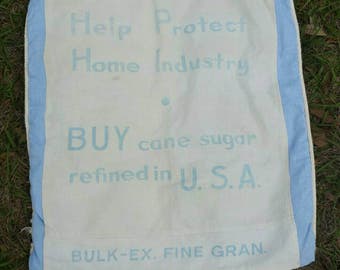 Help Protect
Home Industry
BUY cane sugar
refined in U.S.A.
BULK-EX. FINE GRAN.